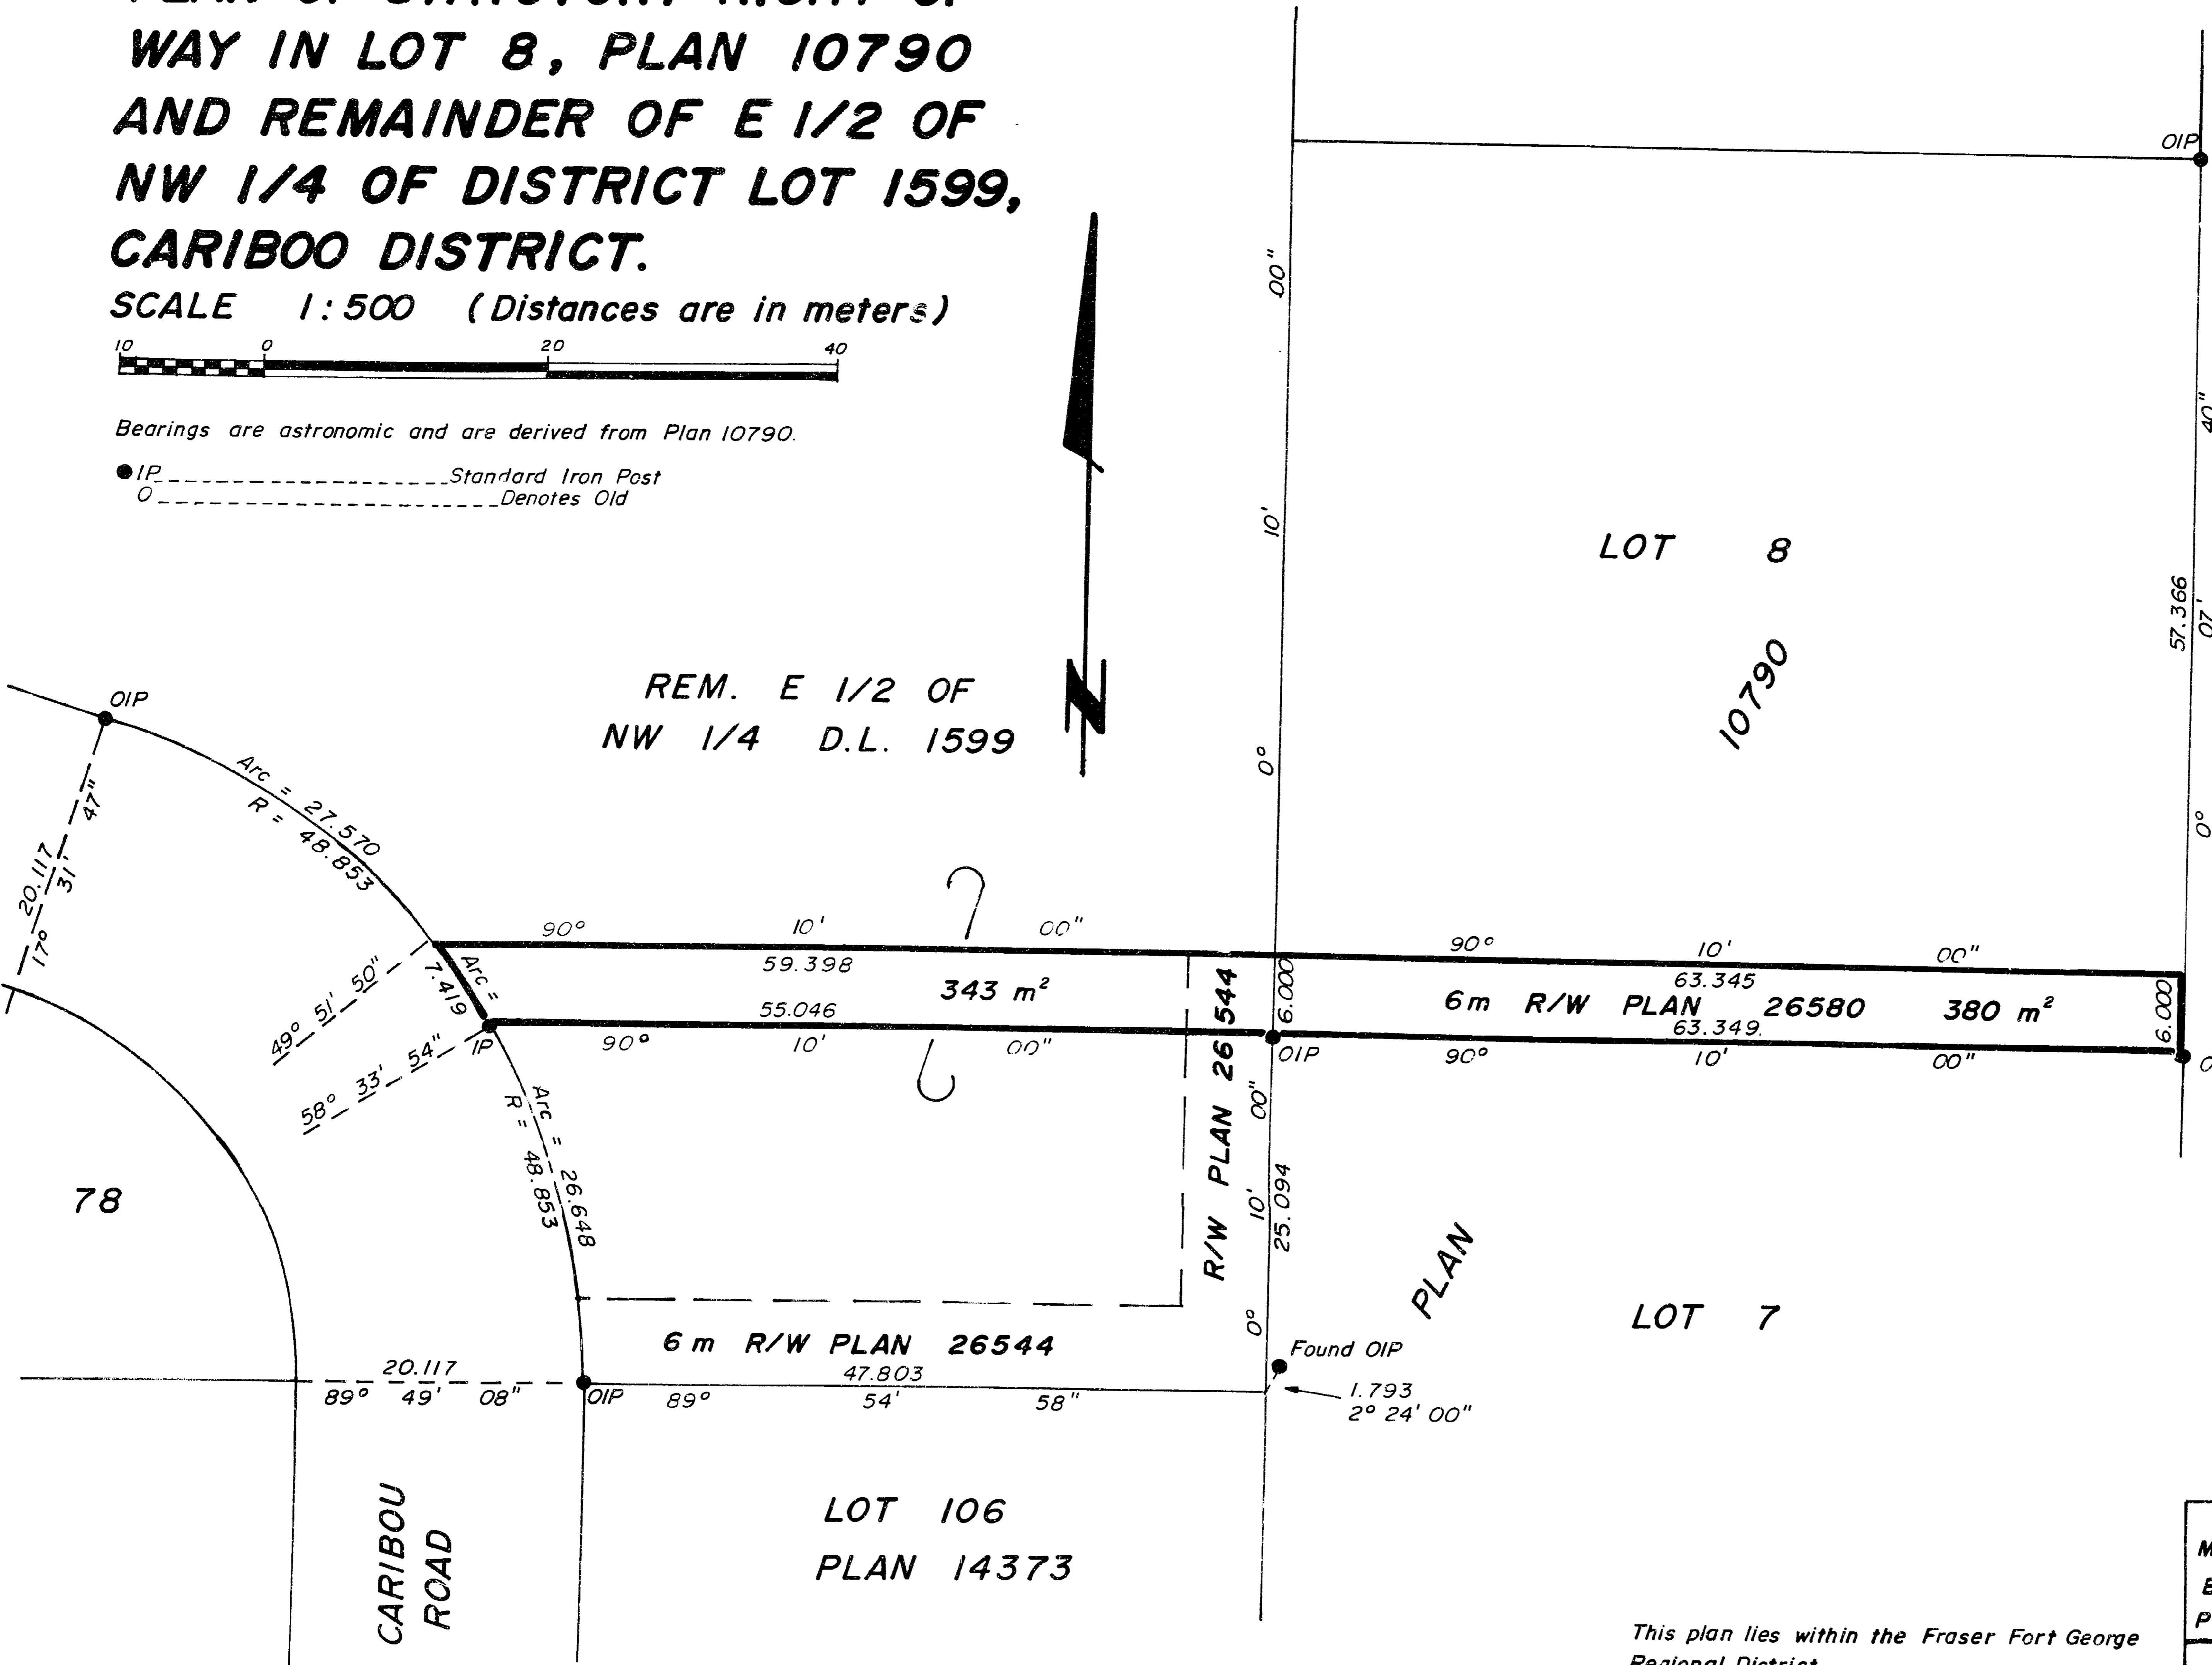 WAY IN LOT 8, PLAN 10790
AND REMAINDER OF E 1/2 OF
NW 1/4 OF DISTRICT LOT 1599,
CARIBOO DISTRICT.
SCALE 1:500 (Distances are in meters)
10 0 20 40
Bearings are astronomic and are derived from Plan 10790.
IP Standard Iron Post
O Denotes Old
N
OIP
0° 10' 00"
LOT 8
10790
57.366
0° 07' 40"
REM. E 1/2 OF
NW 1/4 D.L. 1599
OIP
20.117
17° 31' 47"
Arc = 27.570
R = 48.853
90° 10' 00"
59.398
343 m²
55.046
90° 10' 00"
Arc =
7.419
49° 51' 50"
58° 33' 54"
IP
R/W PLAN 26544
6.000
90° 10' 00"
63.345
6m R/W PLAN 26580 380 m²
63.349
90° 10' 00"
6.000
OIP
Arc = 26.648
R = 48.853
78
0° 10' 00"
25.094
PLAN
LOT 7
6m R/W PLAN 26544
47.803
89° 54' 58"
20.117
89° 49' 08"
OIP
Found OIP
1.793
2° 24' 00"
CARIBOU
ROAD
LOT 106
PLAN 14373
This plan lies within the Fraser Fort George
Regional District